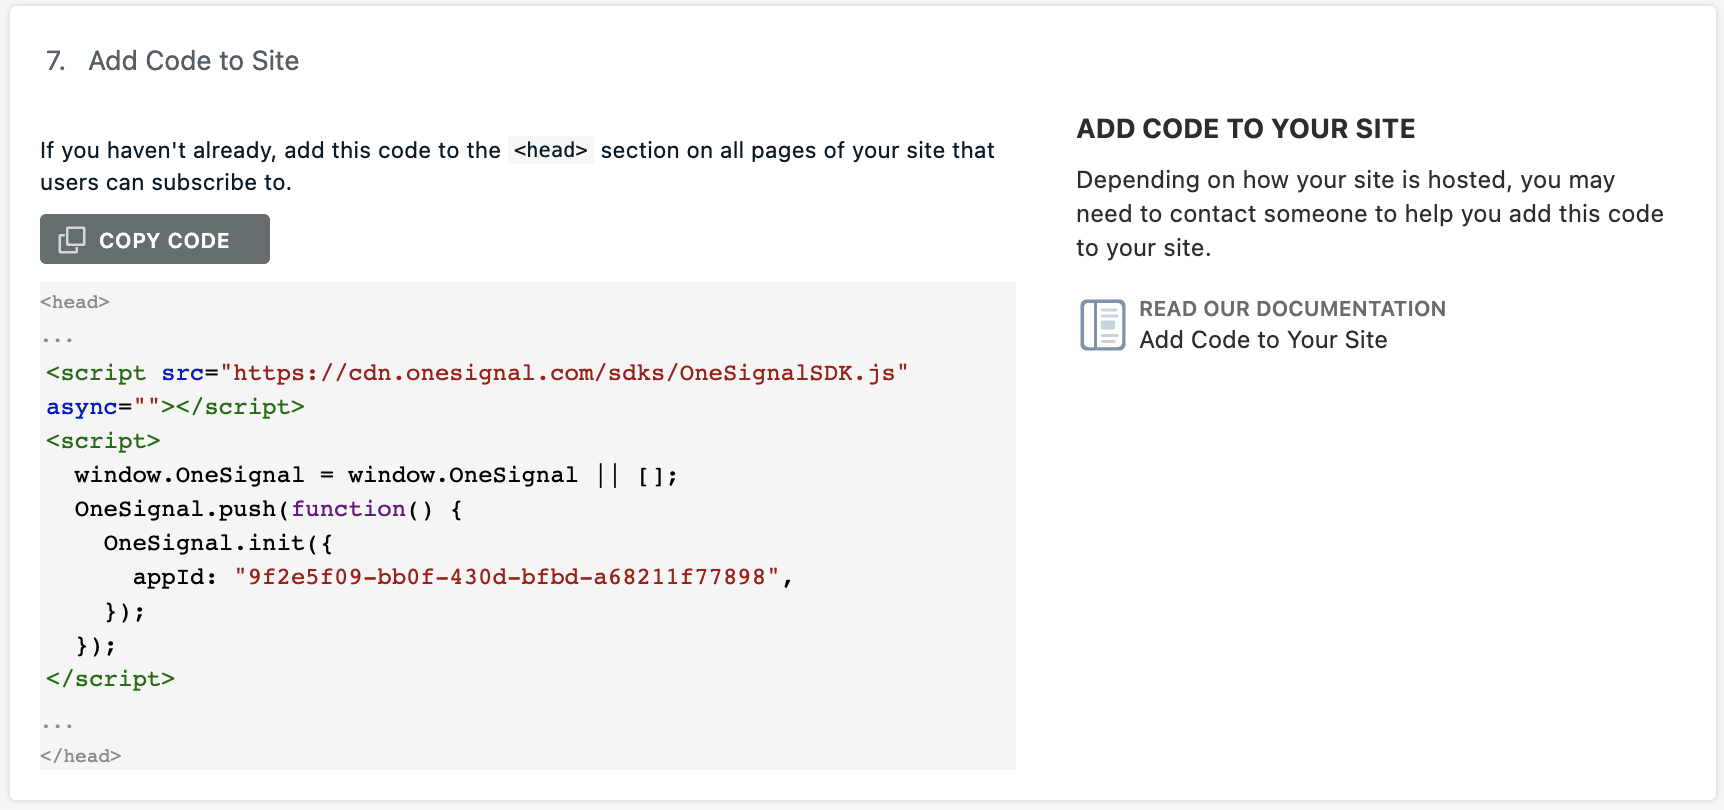 7. Add Code to Site
If you haven't already, add this code to the <head> section on all pages of your site that
users can subscribe to.
COPY CODE
<head>
...
<script src="https://cdn.onesignal.com/sdks/OneSignalSDK.js"
async=""></script>
<script>
  window.OneSignal = window.OneSignal || [];
  OneSignal.push(function() {
    OneSignal.init({
      appId: "9f2e5f09-bb0f-430d-bfbd-a68211f77898",
    });
  });
</script>
...
</head>
ADD CODE TO YOUR SITE
Depending on how your site is hosted, you may
need to contact someone to help you add this code
to your site.
READ OUR DOCUMENTATION
Add Code to Your Site